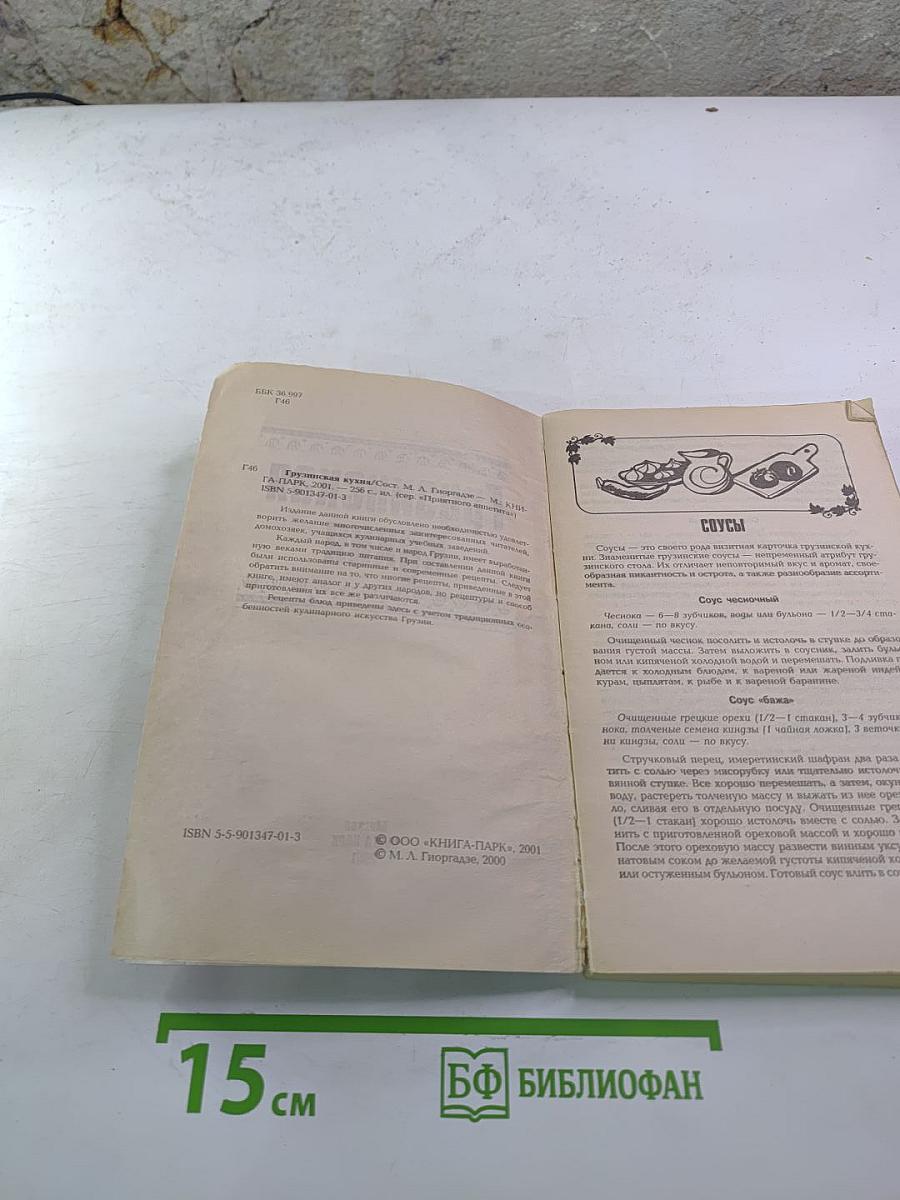 ББК 36.997
Г46
Г46 Грузинская кухня/Сост. М. Л. Гиоргадзе — М.: КНИ-
ГА-ПАРК, 2001. — 256 с., ил. (сер. «Приятного аппетита»)
ISBN 5-901347-01-3
Издание данной книги обусловлено необходимостью удовлет-
ворить желание многочисленных заинтересованных читателей,
домохозяек, учащихся кулинарных учебных заведений.
Каждый народ, в том числе и народ Грузии, имеет выработан-
ную веками традицию питания. При составлении данной книги
были использованы старинные и современные рецепты. Следует
обратить внимание на то, что многие рецепты, приведенные в этой
книге, имеют аналог и у других народов, но рецептуры и способ
приготовления их все же различаются.
Рецепты блюд приведены здесь с учетом традиционных осо-
бенностей кулинарного искусства Грузии.
ISBN 5-5-901347-01-3
© ООО «КНИГА-ПАРК», 2001
© М. Л. Гиоргадзе, 2000
СОУСЫ
Соусы — это своего рода визитная карточка грузинской кух-
ни. Знаменитые грузинские соусы — непременный атрибут гру-
зинского стола. Их отличает неповторимый вкус и аромат, свое-
образная пикантность и острота, а также разнообразие ассорти-
мента.
Соус чесночный
Чеснока — 6—8 зубчиков, воды или бульона — 1/2—3/4 ста-
кана, соли — по вкусу.
Очищенный чеснок посолить и истолочь в ступке до образо
вания густой массы. Затем выложить в соусник, залить буль
ном или кипяченой холодной водой и перемешать. Подливка п
дается к холодным блюдам, к вареной или жареной индей
курам, цыплятам, к рыбе и к вареной баранине.
Соус «бажа»
Очищенные грецкие орехи (1/2—1 стакан), 3—4 зубчик
нока, толченые семена киндзы (1 чайная ложка), 3 веточк
ни киндзы, соли — по вкусу.
Стручковый перец, имеретинский шафран два раза
тить с солью через мясорубку или тщательно истолоч
вянной ступке. Все хорошо перемешать, а затем, окун
воду, растереть толченую массу и выжать из нее оре
ло, сливая его в отдельную посуду. Очищенные гре
(1/2—1 стакан) хорошо истолочь вместе с солью. З
нить с приготовленной ореховой массой и хорошо
После этого ореховую массу развести винным уксу
натовым соком до желаемой густоты кипяченой хо
или остуженным бульоном. Готовый соус влить в со
15 см
БФ БИБЛИОФАН